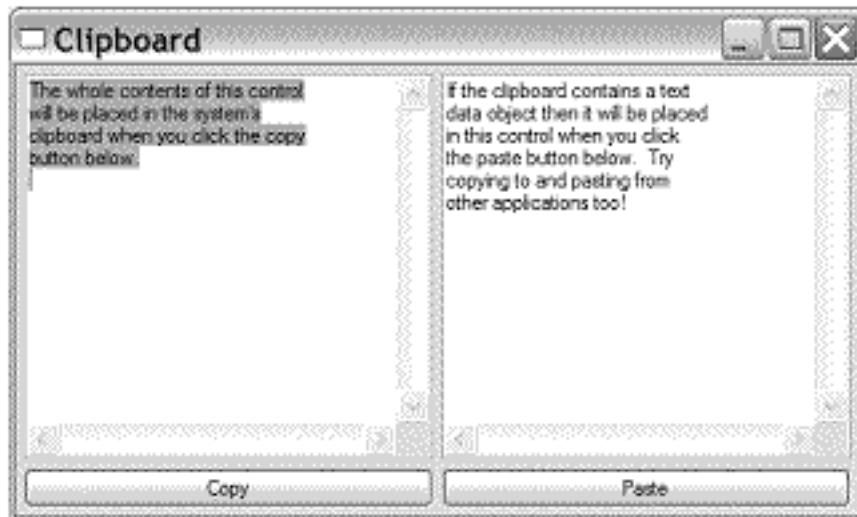 Clipboard
The whole contents of this control
will be placed in the system's
clipboard when you click the copy
button below.
If the clipboard contains a text
data object then it will be placed
in this control when you click
the paste button below.  Try
copying to and pasting from
other applications too!
Copy
Paste